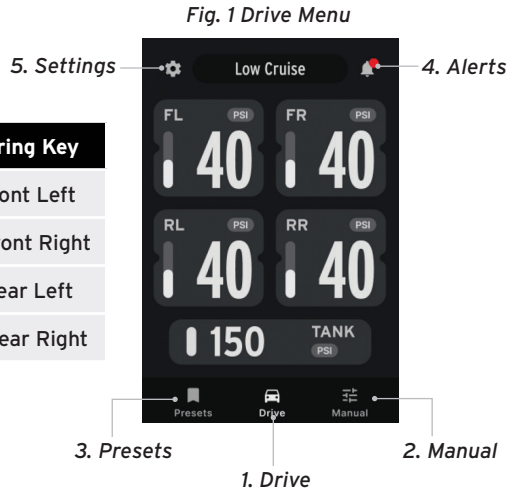 Fig. 1 Drive Menu
5. Settings
Low Cruise
4. Alerts
ring Key
ont Left
ont Right
ear Left
ear Right
FL PSI
40
FR PSI
40
RL PSI
40
RR PSI
40
150 TANK
PSI
Presets Drive Manual
3. Presets
2. Manual
1. Drive